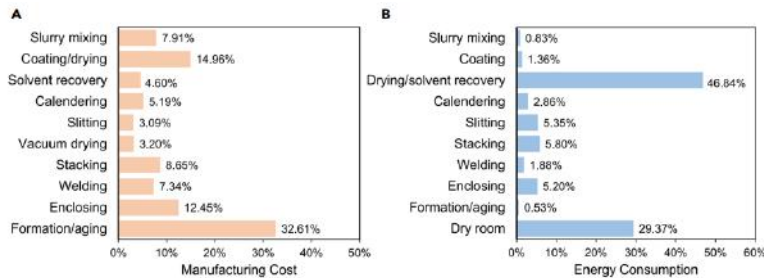 A
Slurry mixing 7.91%
Coating/drying 14.96%
Solvent recovery 4.60%
Calendering 5.19%
Slitting 3.09%
Vacuum drying 3.20%
Stacking 8.65%
Welding 7.34%
Enclosing 12.45%
Formation/aging 32.61%
0% 10% 20% 30% 40% 50%
Manufacturing Cost
B
Slurry mixing 0.83%
Coating 1.36%
Drying/solvent recovery 46.84%
Calendering 2.86%
Slitting 5.35%
Stacking 5.80%
Welding 1.88%
Enclosing 5.20%
Formation/aging 0.53%
Dry room 29.37%
0% 10% 20% 30% 40% 50% 60%
Energy Consumption